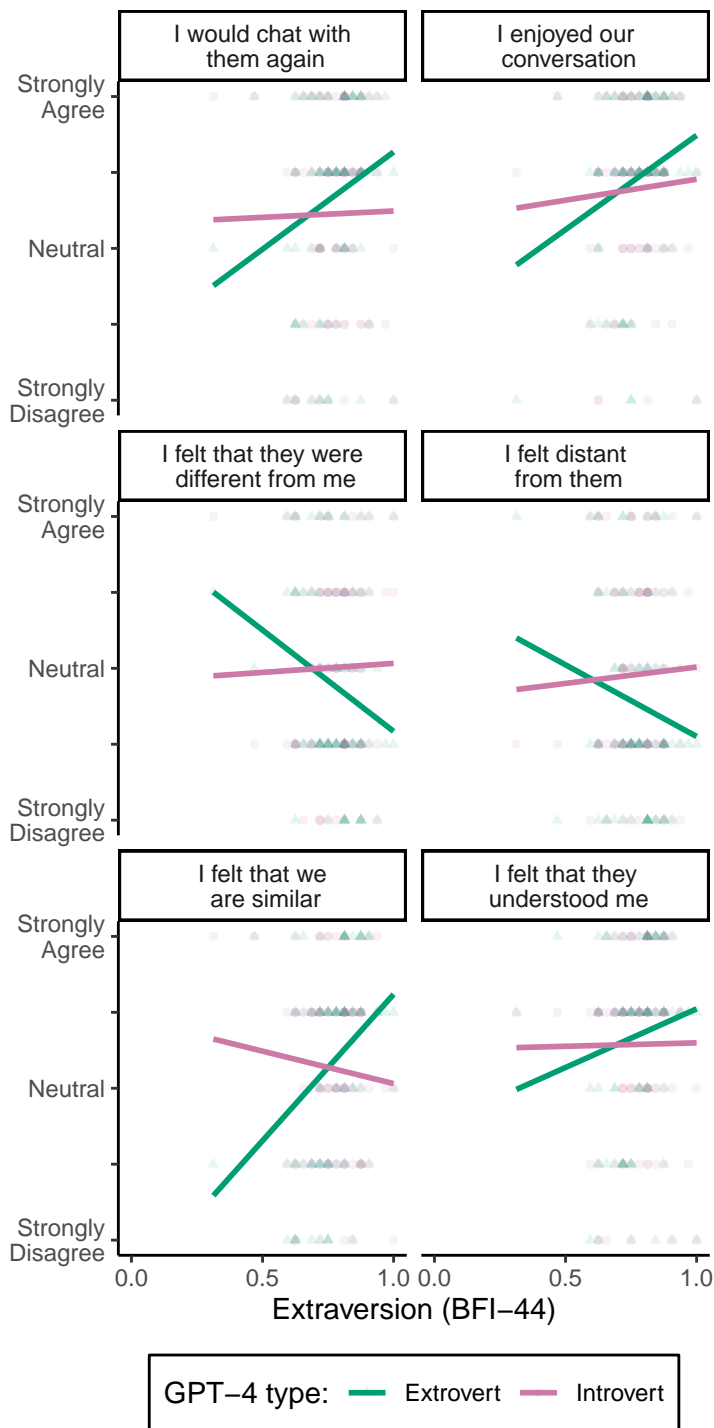 I would chat with
them again
I enjoyed our
conversation
Strongly
Agree
Neutral
Strongly
Disagree
I felt that they were
different from me
I felt distant
from them
Strongly
Agree
Neutral
Strongly
Disagree
I felt that we
are similar
I felt that they
understood me
Strongly
Agree
Neutral
Strongly
Disagree
0.0 0.5 1.0 0.0 0.5 1.0
Extraversion (BFI−44)
GPT−4 type: Extrovert Introvert